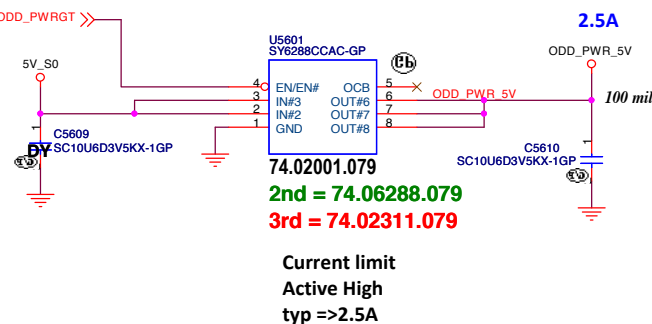 ODD_PWRGT
2.5A
U5601
SY6288CCAC-GP
5V_S0
ODD_PWR_5V
4
EN/EN#
OCB
5
3
IN#3
OUT#6
6
ODD_PWR_5V
2
IN#2
OUT#7
7
1
GND
OUT#8
8
100 mil
1
C5609
DY
SC10U6D3V5KX-1GP
1
C5610
SC10U6D3V5KX-1GP
74.02001.079
2nd = 74.06288.079
3rd = 74.02311.079
Current limit
Active High
typ =>2.5A